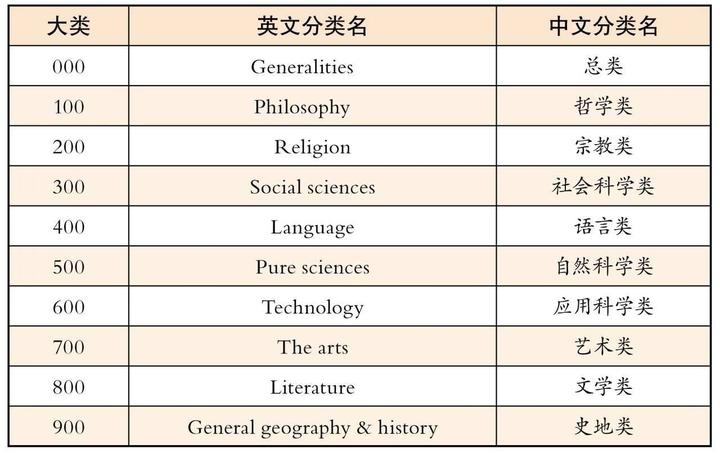 大类 英文分类名 中文分类名
000 Generalities 总类
100 Philosophy 哲学类
200 Religion 宗教类
300 Social sciences 社会科学类
400 Language 语言类
500 Pure sciences 自然科学类
600 Technology 应用科学类
700 The arts 艺术类
800 Literature 文学类
900 General geography & history 史地类